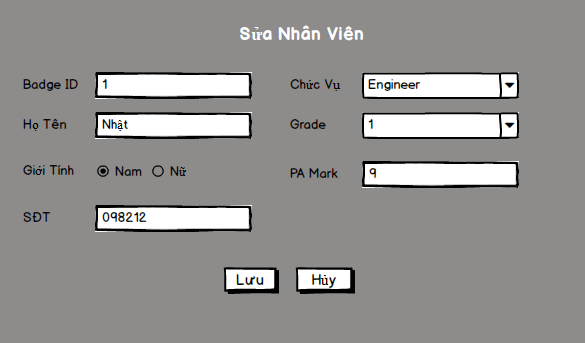 Sửa Nhân Viên
Badge ID 1 Chức Vụ Engineer
Họ Tên Nhật Grade 1
Giới Tính Nam Nữ PA Mark 9
SĐT 098212
Lưu Hủy